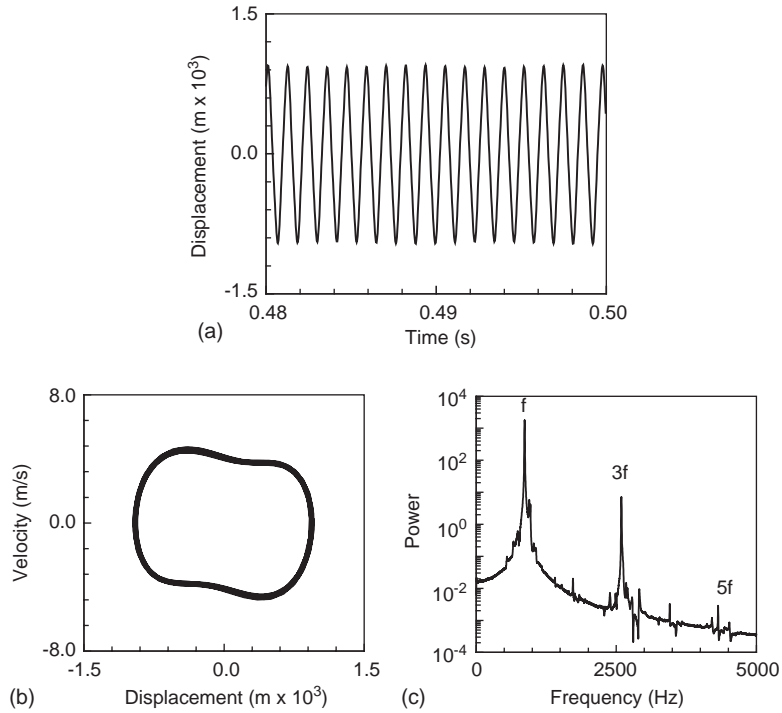 1.5
0.0
-1.5
Displacement (m x 10³)
0.48
0.49
0.50
Time (s)
(a)
8.0
0.0
-8.0
Velocity (m/s)
-1.5
0.0
1.5
Displacement (m x 10³)
(b)
10⁴
10²
10⁰
10⁻²
10⁻⁴
Power
f
3f
5f
0
2500
5000
Frequency (Hz)
(c)